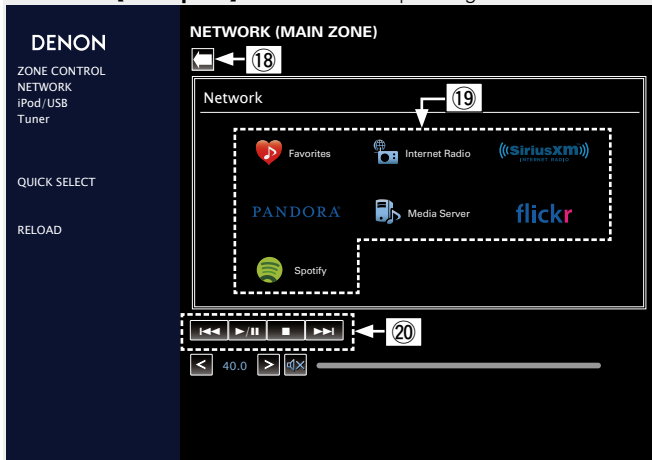 DENON
ZONE CONTROL
NETWORK
iPod/USB
Tuner
QUICK SELECT
RELOAD
NETWORK (MAIN ZONE)
⑱
Network
⑲
Favorites
Internet Radio
((SiriusXM))
INTERNET RADIO
PANDORA
Media Server
flickr
Spotify
⑳
< 40.0 >